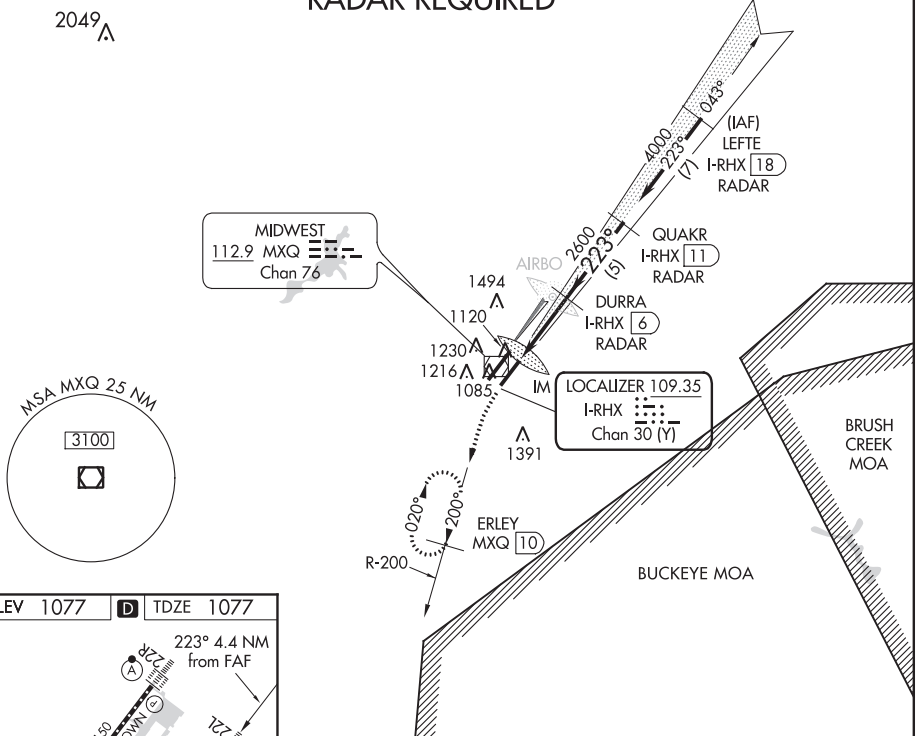 RADAR REQUIRED
2049
043°
(IAF)
LEFTE
I-RHX 18
RADAR
4000
223°
(7)
MIDWEST
112.9 MXQ
Chan 76
2600
223°
(5)
QUAKR
I-RHX 11
RADAR
AIRBO
1494
DURRA
I-RHX 6
RADAR
1120
1230
1216
1085
IM
LOCALIZER 109.35
I-RHX
Chan 30 (Y)
MSA MXQ 25 NM
3100
1391
BRUSH
CREEK
MOA
020°
200°
ERLEY
MXQ 10
R-200
BUCKEYE MOA
LEV 1077 D TDZE 1077
223° 4.4 NM
from FAF
A
22R
22L